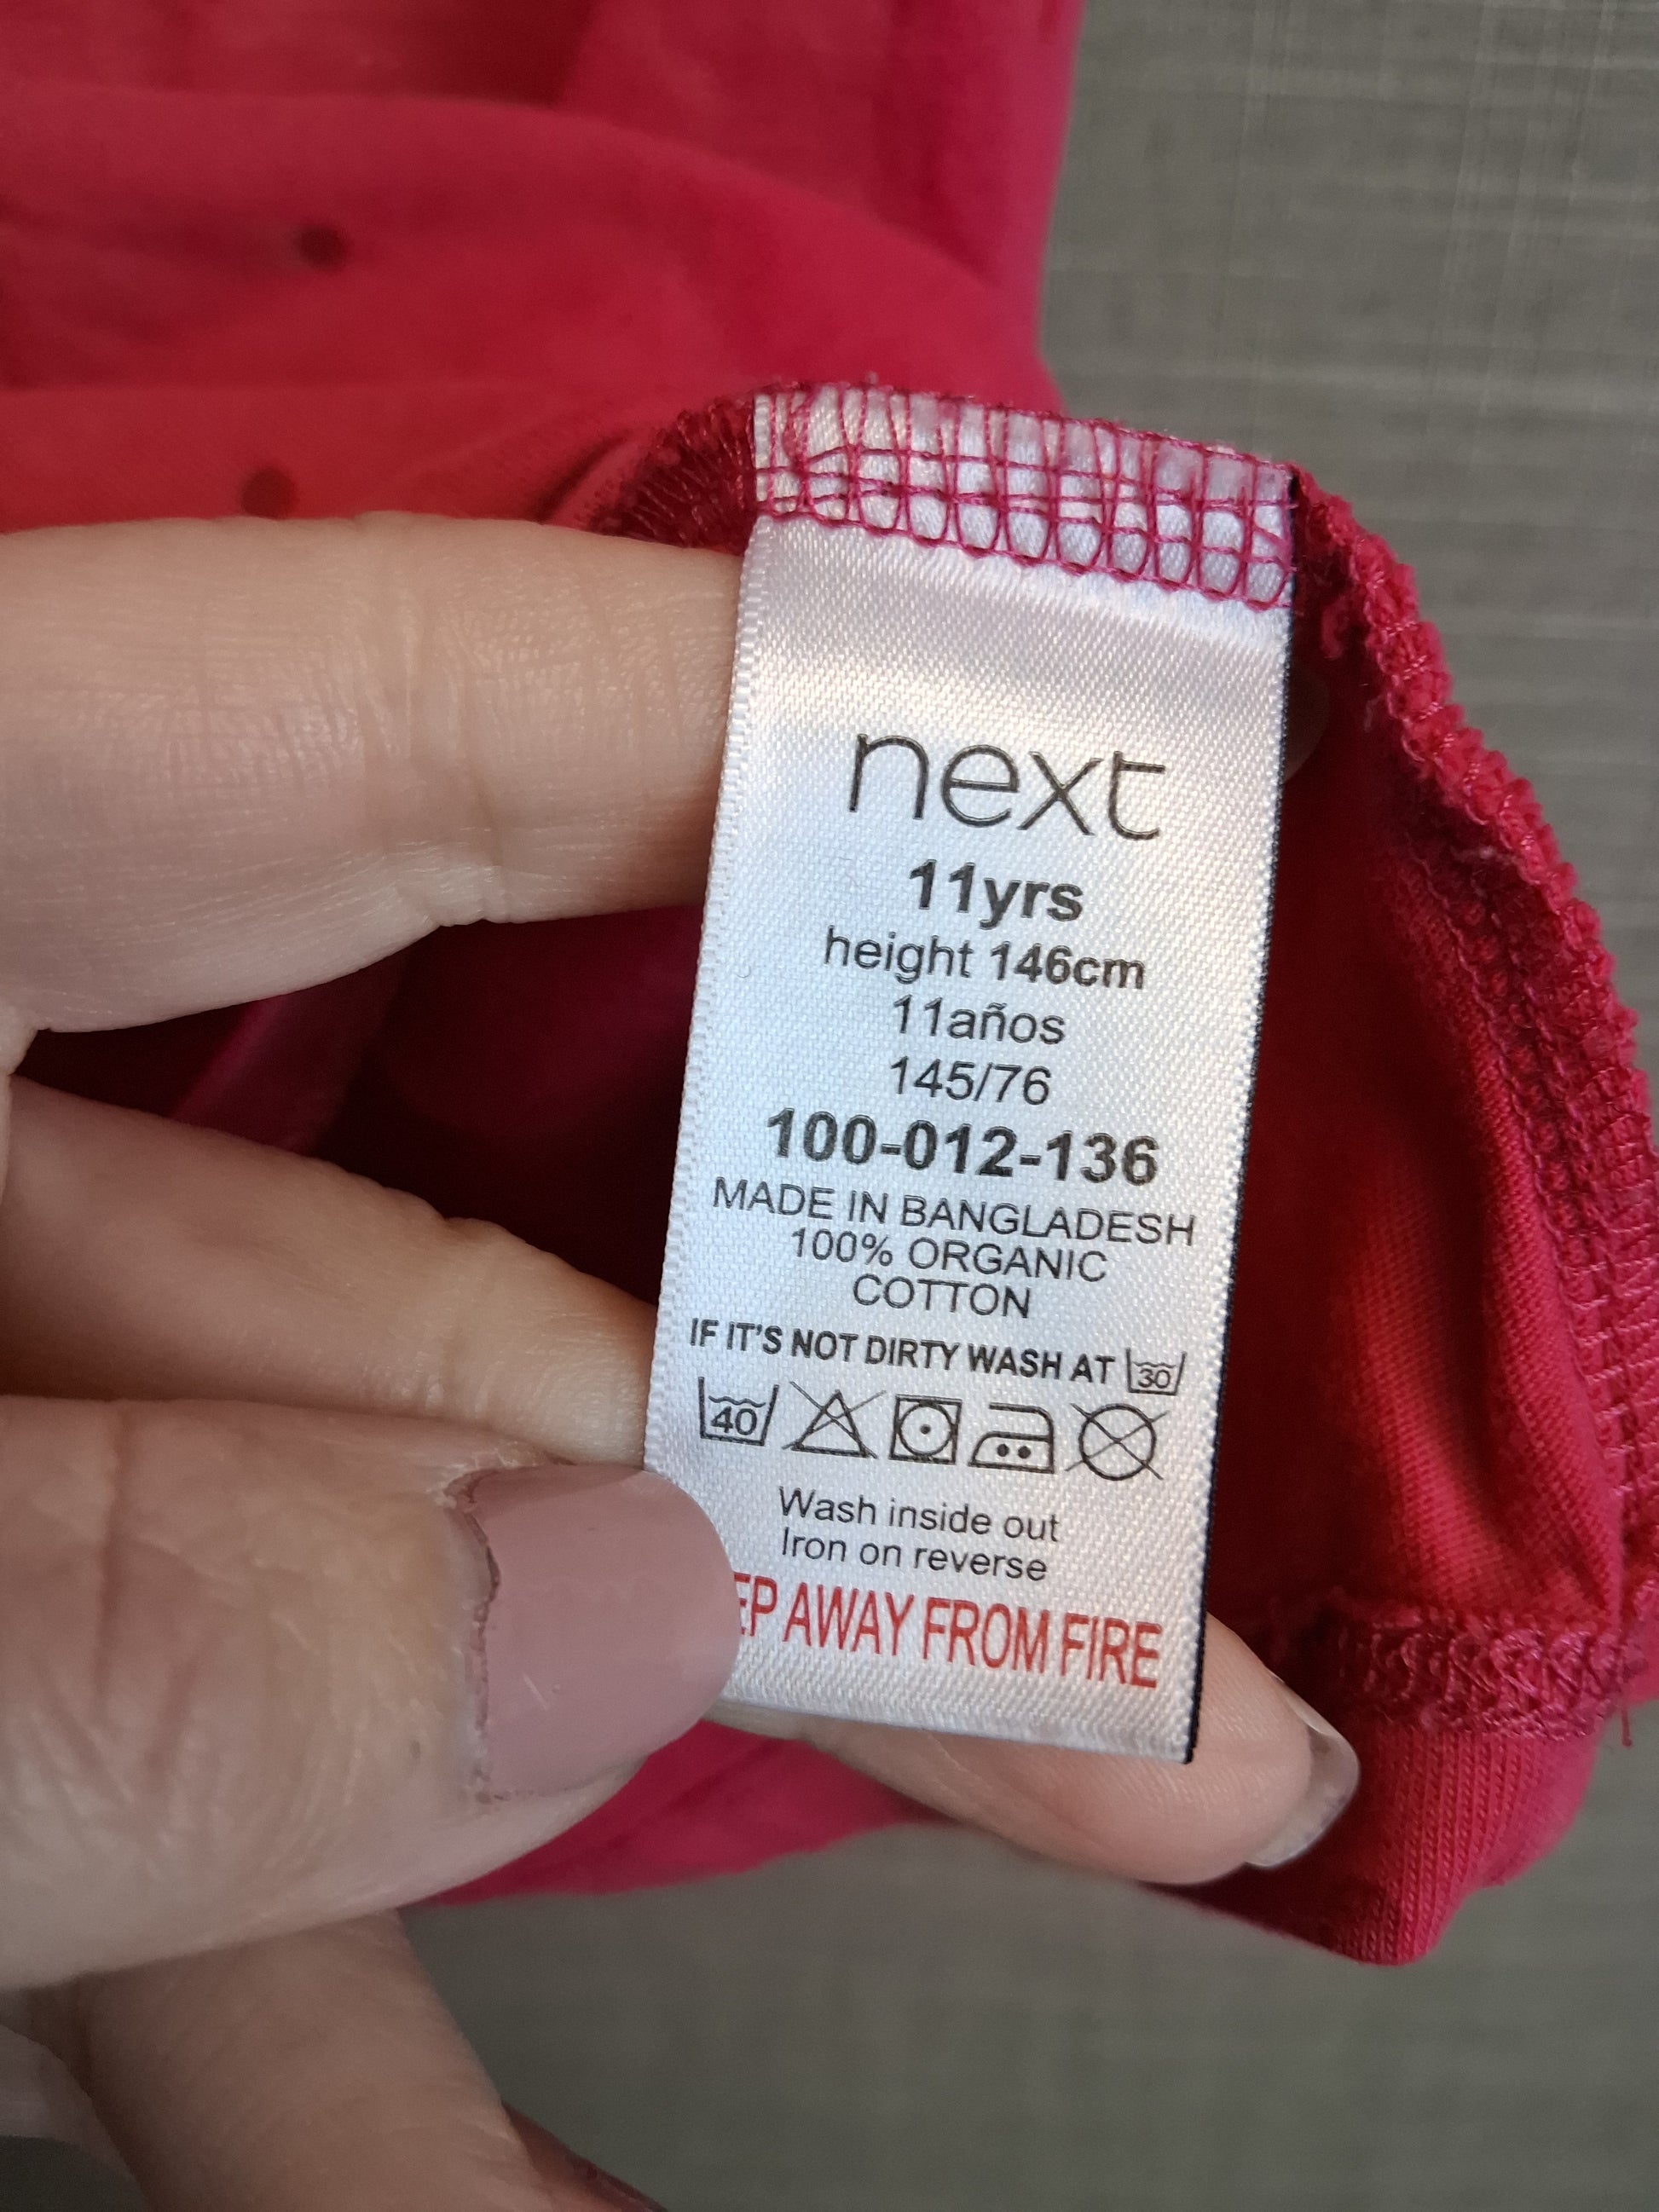 next
11yrs
height 146cm
11años
145/76
100-012-136
MADE IN BANGLADESH
100% ORGANIC
COTTON
IF IT'S NOT DIRTY WASH AT 30
40
Wash inside out
Iron on reverse
AWAY FROM FIRE